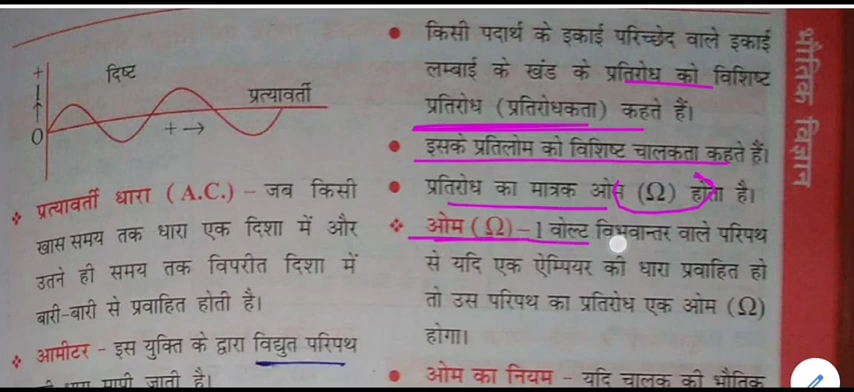 दिष्ट
प्रत्यावर्ती
+
I
O
+ →
प्रत्यावर्ती धारा (A.C.) - जब किसी
खास समय तक धारा एक दिशा में और
उतने ही समय तक विपरीत दिशा में
बारी-बारी से प्रवाहित होती है।
आमीटर - इस युक्ति के द्वारा विद्युत परिपथ
मापी जाती है।
किसी पदार्थ के इकाई परिच्छेद वाले इकाई
लम्बाई के खंड के प्रतिरोध को विशिष्ट
प्रतिरोध (प्रतिरोधकता) कहते हैं।
इसके प्रतिलोम को विशिष्ट चालकता कहते हैं।
प्रतिरोध का मात्रक (Ω) होता है।
ओम (Ω) - 1 वोल्ट विभवान्तर वाले परिपथ
से यदि एक ऐम्पियर की धारा प्रवाहित हो
तो उस परिपथ का प्रतिरोध एक ओम (Ω)
होगा।
ओम का नियम - यदि चालक की भौतिक
भौतिक विज्ञान